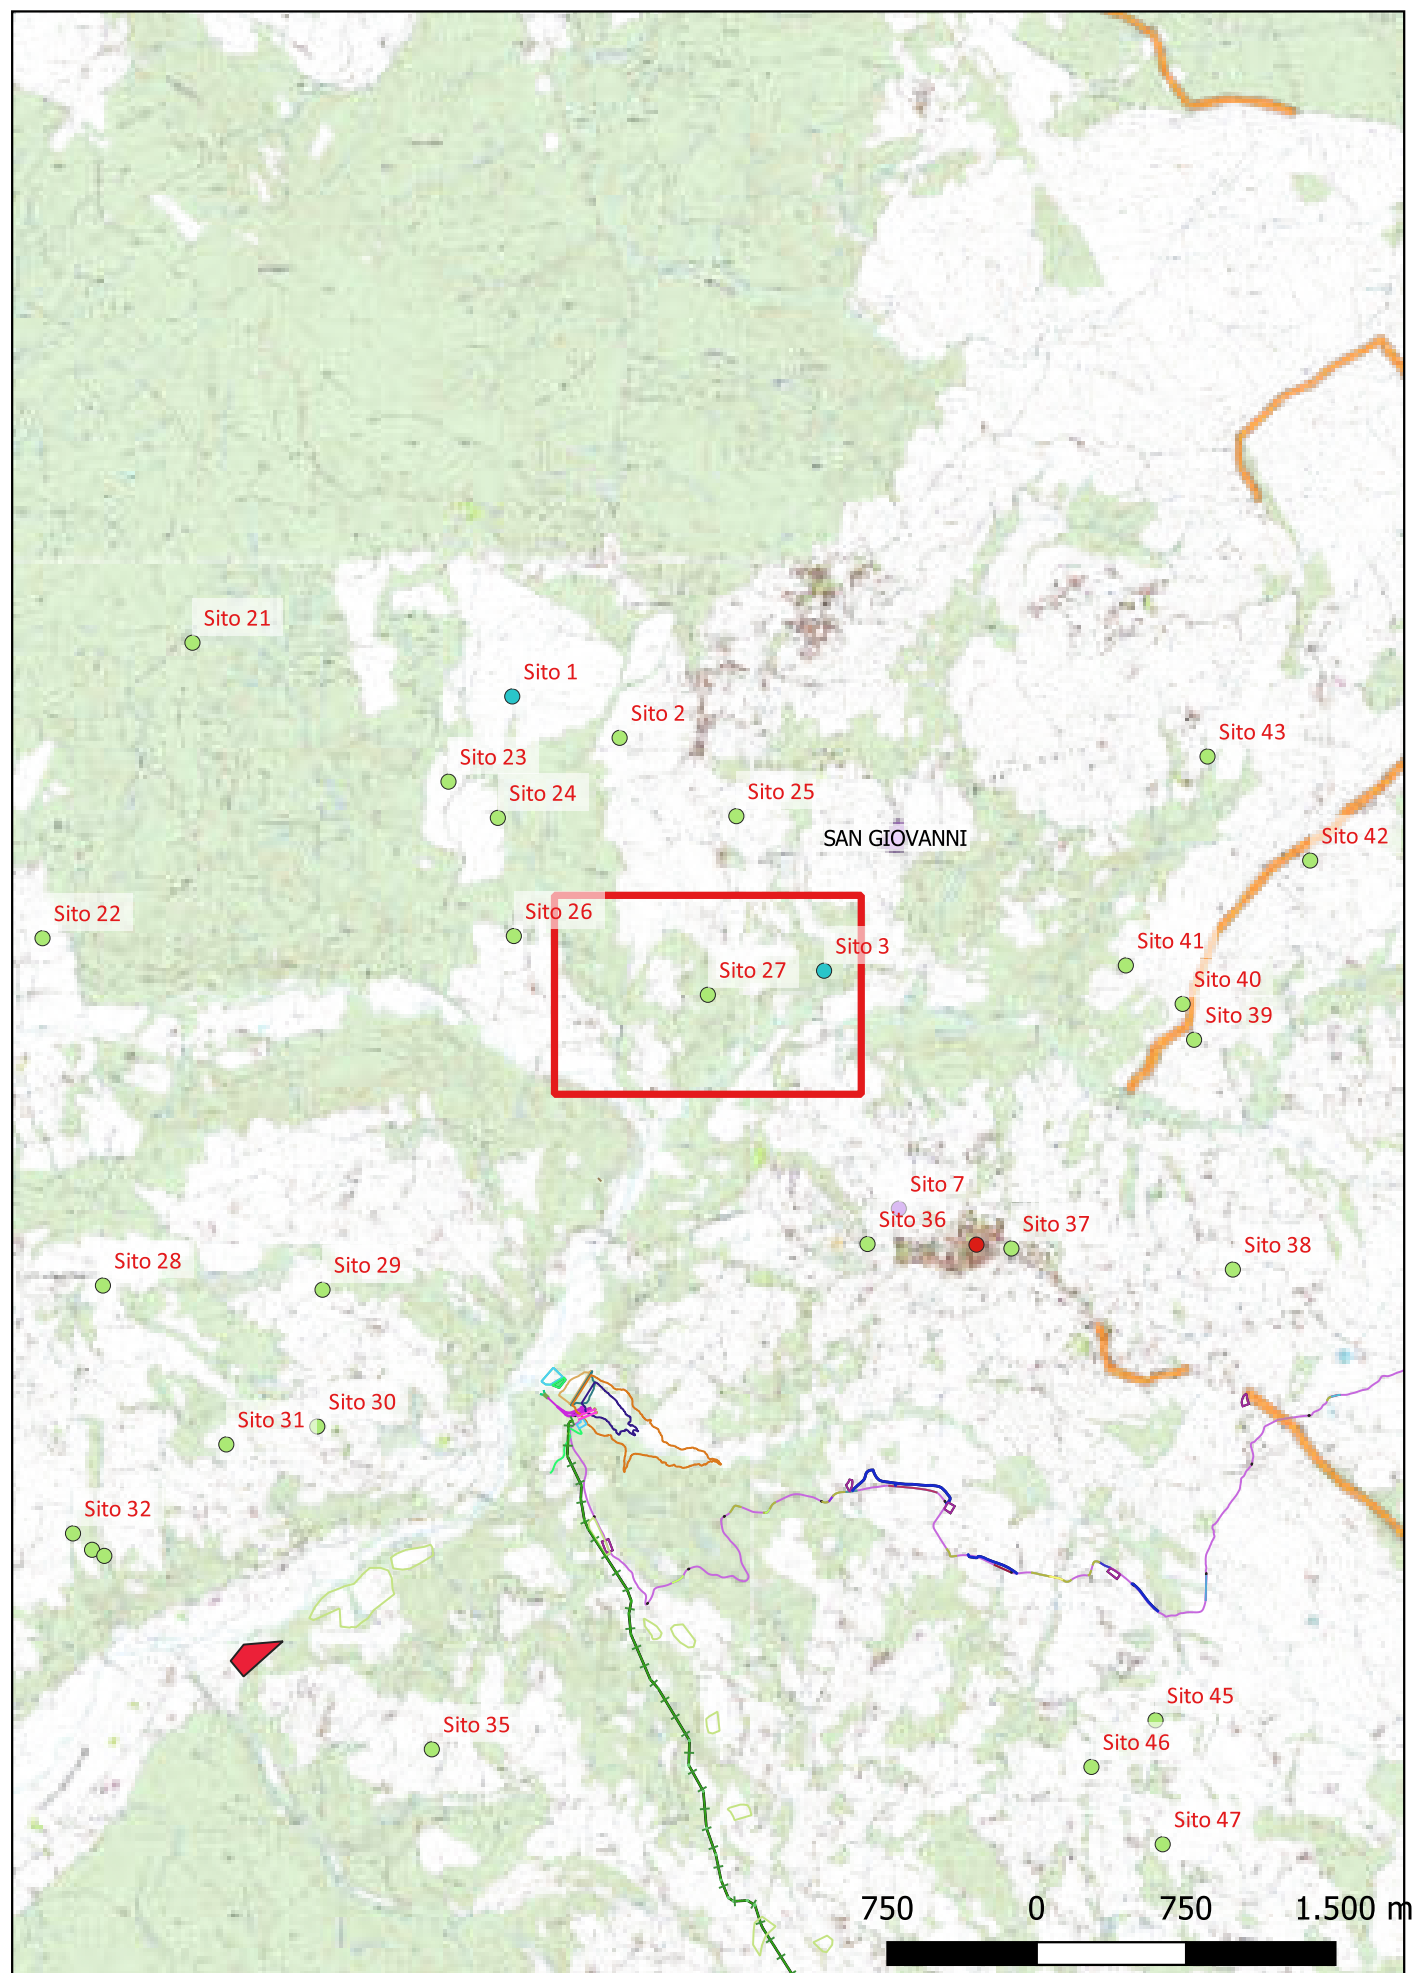 Sito 21
Sito 1
Sito 2
Sito 43
Sito 23
Sito 24
Sito 25
SAN GIOVANNI
Sito 42
Sito 22
Sito 26
Sito 3
Sito 41
Sito 27
Sito 40
Sito 39
Sito 7
Sito 36
Sito 37
Sito 38
Sito 28
Sito 29
Sito 30
Sito 31
Sito 32
Sito 45
Sito 35
Sito 46
Sito 47
750 0 750 1.500 m